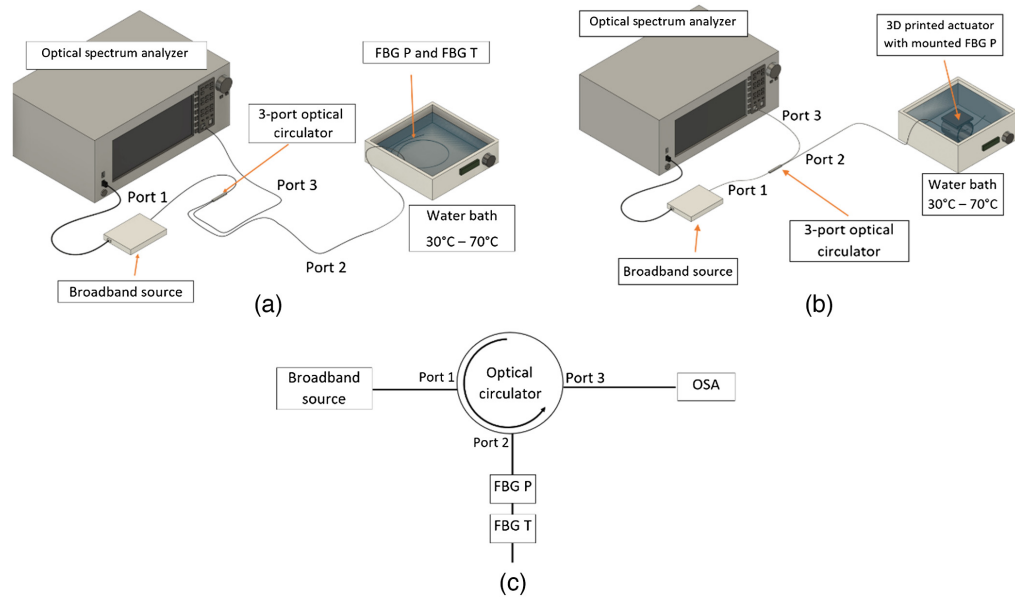 Optical spectrum analyzer
FBG P and FBG T
3-port optical
circulator
Port 1
Port 3
Water bath
30°C – 70°C
Port 2
Broadband source
(a)
Optical spectrum analyzer
3D printed actuator
with mounted FBG P
Port 3
Port 2
Port 1
Water bath
30°C – 70°C
3-port optical
circulator
Broadband source
(b)
Broadband
source
Port 1
Optical
circulator
Port 3
OSA
Port 2
FBG P
FBG T
(c)